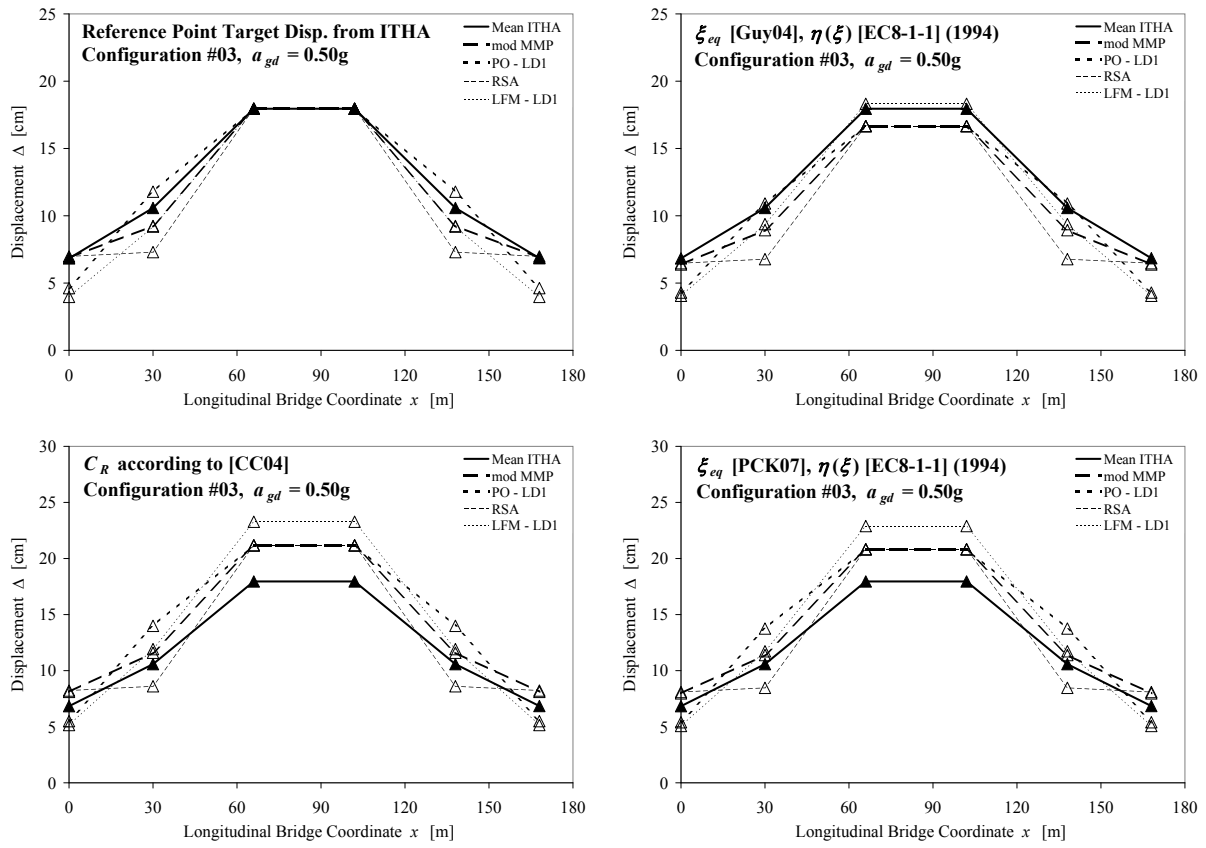 Reference Point Target Disp. from ITHA
Configuration #03, a gd = 0.50g
Mean ITHA
mod MMP
PO - LD1
RSA
LFM - LD1
Displacement Δ [cm]
25
20
15
10
5
0
0 30 60 90 120 150 180
Longitudinal Bridge Coordinate x [m]
ξ eq [Guy04], η(ξ) [EC8-1-1] (1994)
Configuration #03, a gd = 0.50g
Mean ITHA
mod MMP
PO - LD1
RSA
LFM - LD1
Displacement Δ [cm]
25
20
15
10
5
0
0 30 60 90 120 150 180
Longitudinal Bridge Coordinate x [m]
C R according to [CC04]
Configuration #03, a gd = 0.50g
Mean ITHA
mod MMP
PO - LD1
RSA
LFM - LD1
Displacement Δ [cm]
30
25
20
15
10
5
0
0 30 60 90 120 150 180
Longitudinal Bridge Coordinate x [m]
ξ eq [PCK07], η(ξ) [EC8-1-1] (1994)
Configuration #03, a gd = 0.50g
Mean ITHA
mod MMP
PO - LD1
RSA
LFM - LD1
Displacement Δ [cm]
30
25
20
15
10
5
0
0 30 60 90 120 150 180
Longitudinal Bridge Coordinate x [m]